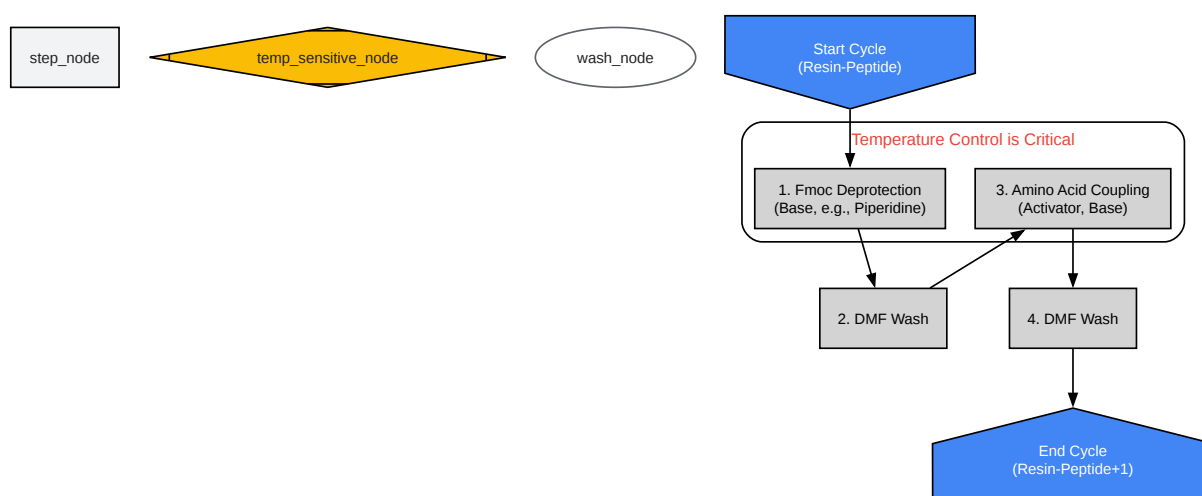 step_node
temp_sensitive_node
wash_node
Start Cycle
(Resin-Peptide)
Temperature Control is Critical
1. Fmoc Deprotection
(Base, e.g., Piperidine)
3. Amino Acid Coupling
(Activator, Base)
2. DMF Wash
4. DMF Wash
End Cycle
(Resin-Peptide+1)